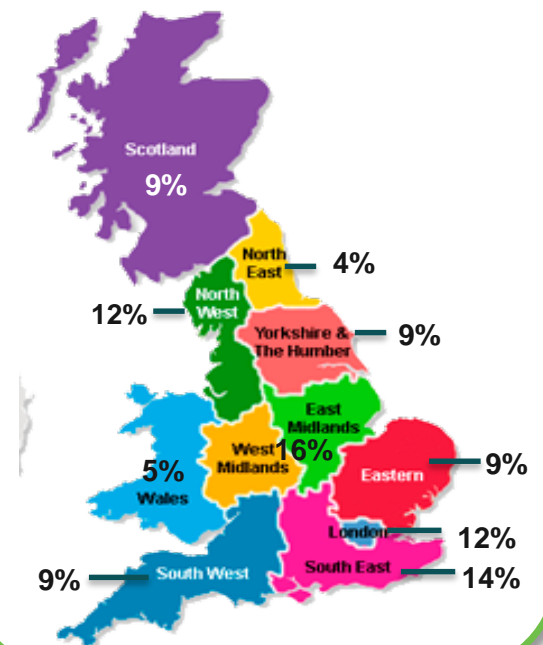 Scotland
9%
North
East
4%
North
West
12%
Yorkshire &
The Humber
9%
East
Midlands
West
Midlands
16%
5%
Wales
Eastern
9%
London
12%
South West
9%
South East
14%